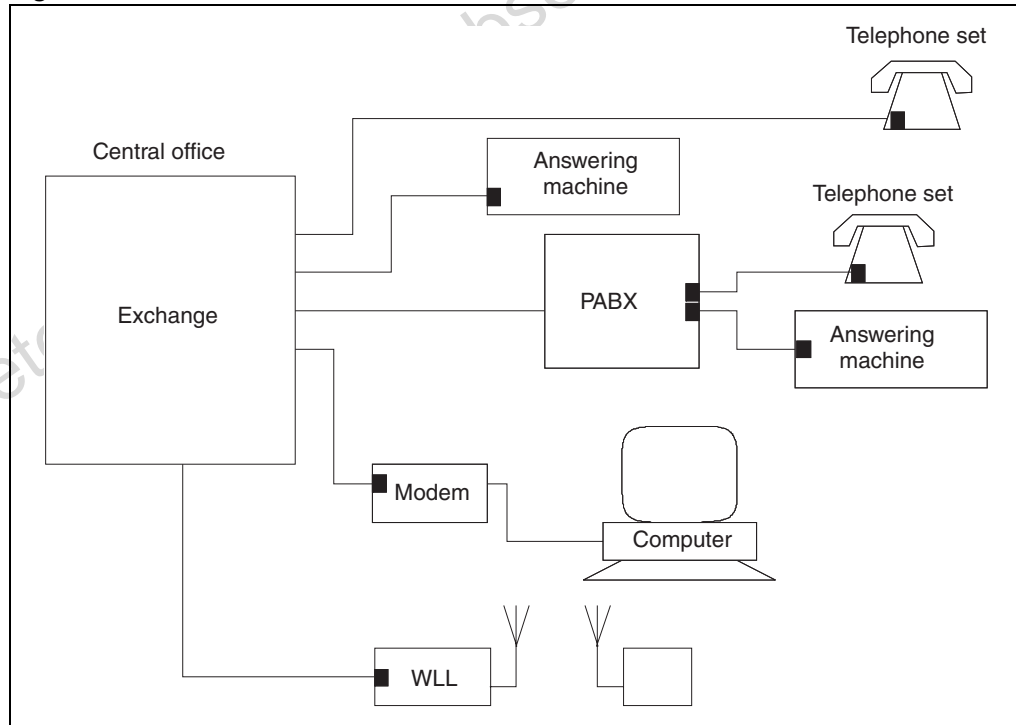 Telephone set
Central office
Answering
machine
Telephone set
Exchange
PABX
Answering
machine
Modem
Computer
WLL